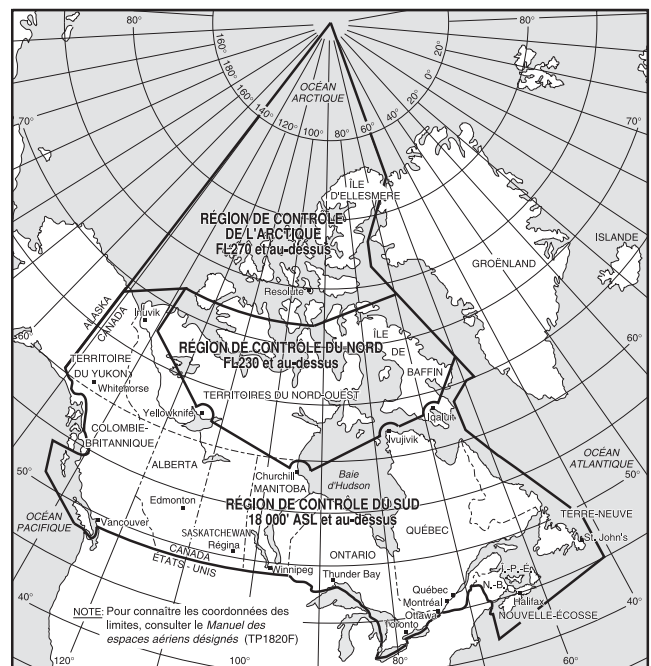 80°
80°
160°
180°
160°
140°
120°
100°
80°
60°
40°
20°
0°
20°
70°
70°
OCÉAN
ARCTIQUE
ÎLE
D'ELLESMERE
RÉGION DE CONTRÔLE
DE L'ARCTIQUE
FL270 et au-dessus
ISLANDE
GROËNLAND
Resolute
ALASKA
CANADA
Inuvik
60°
60°
ÎLE
DE
BAFFIN
RÉGION DE CONTRÔLE DU NORD
FL230 et au-dessus
TERRITOIRE
DU YUKON
Whitehorse
TERRITOIRES DU NORD-OUEST
Yellowknife
Iqaluit
Ivujivik
COLOMBIE-
BRITANNIQUE
ALBERTA
OCÉAN
ATLANTIQUE
50°
50°
Churchill
MANITOBA
Baie
d'Hudson
RÉGION DE CONTRÔLE DU SUD
18 000' ASL et au-dessus
Edmonton
OCÉAN
PACIFIQUE
Vancouver
SASKATCHEWAN
Régina
QUÉBEC
TERRE-NEUVE
St. John's
CANADA
ÉTATS - UNIS
ONTARIO
Winnipeg
Thunder Bay
Î.-P.-É.
N.-B.
Québec
Montréal
Ottawa
Toronto
Halifax
NOUVELLE-ÉCOSSE
40°
40°
NOTE: Pour connaître les coordonnées des
limites, consulter le Manuel des
espaces aériens désignés (TP1820F)
120°
100°
80°
60°